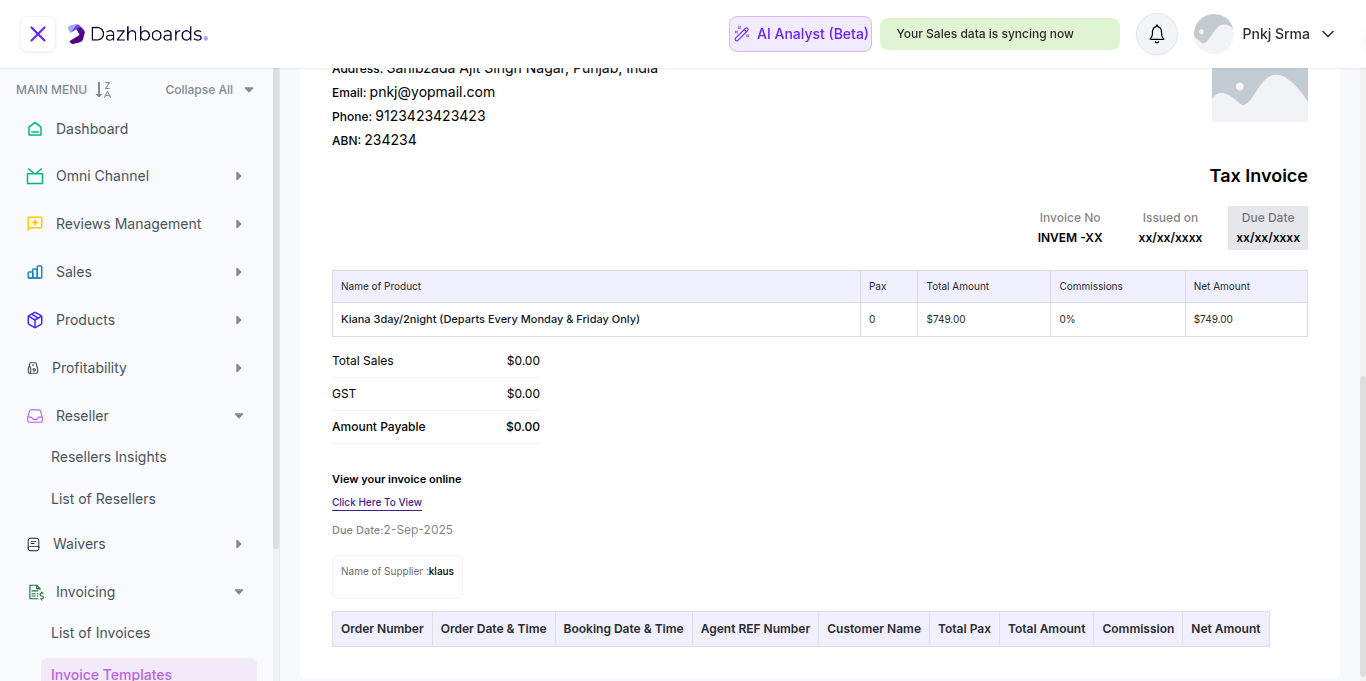 Dazhboards.
AI Analyst (Beta)
Your Sales data is syncing now
Pnkj Srma
MAIN MENU
Collapse All
Dashboard
Omni Channel
Reviews Management
Sales
Products
Profitability
Reseller
Resellers Insights
List of Resellers
Waivers
Invoicing
List of Invoices
Invoice Templates
Address: Sahibzada Ajit Singh Nagar, Punjab, India
Email: pnkj@yopmail.com
Phone: 9123423423423
ABN: 234234
Tax Invoice
Invoice No Issued on Due Date
INVEM -XX xx/xx/xxxx xx/xx/xxxx
Name of Product Pax Total Amount Commissions Net Amount
Kiana 3day/2night (Departs Every Monday & Friday Only) 0 $749.00 0% $749.00
Total Sales $0.00
GST $0.00
Amount Payable $0.00
View your invoice online
Click Here To View
Due Date:2-Sep-2025
Name of Supplier :klaus
Order Number Order Date & Time Booking Date & Time Agent REF Number Customer Name Total Pax Total Amount Commission Net Amount